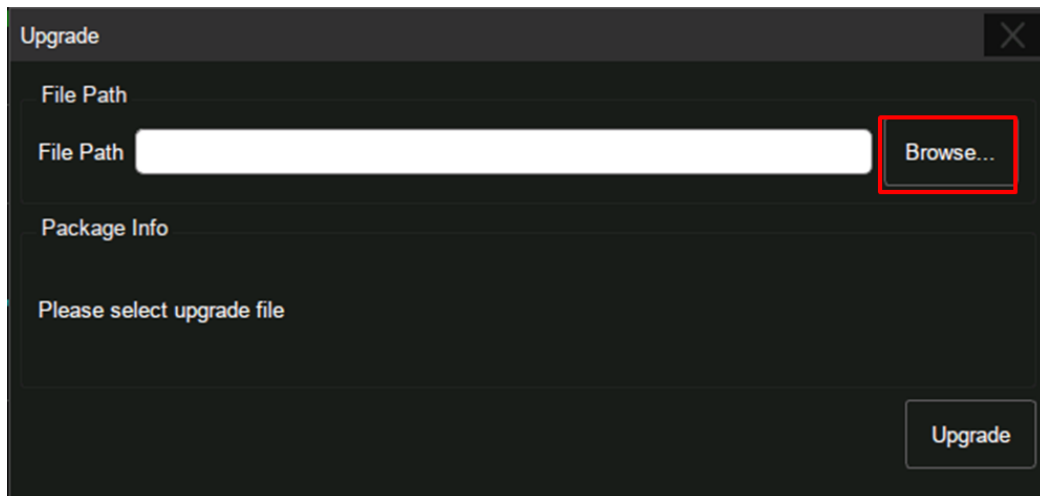 Upgrade
File Path
File Path
Browse...
Package Info
Please select upgrade file
Upgrade